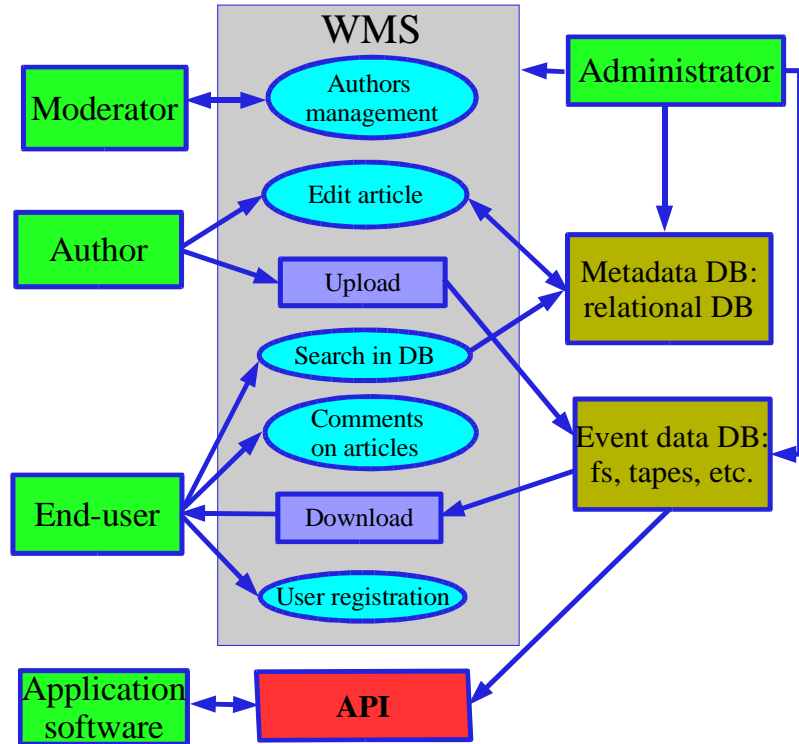 WMS
Moderator
Authors
management
Administrator
Author
Edit article
Upload
Metadata DB:
relational DB
Search in DB
Comments
on articles
Event data DB:
fs, tapes, etc.
End-user
Download
User registration
Application
software
API